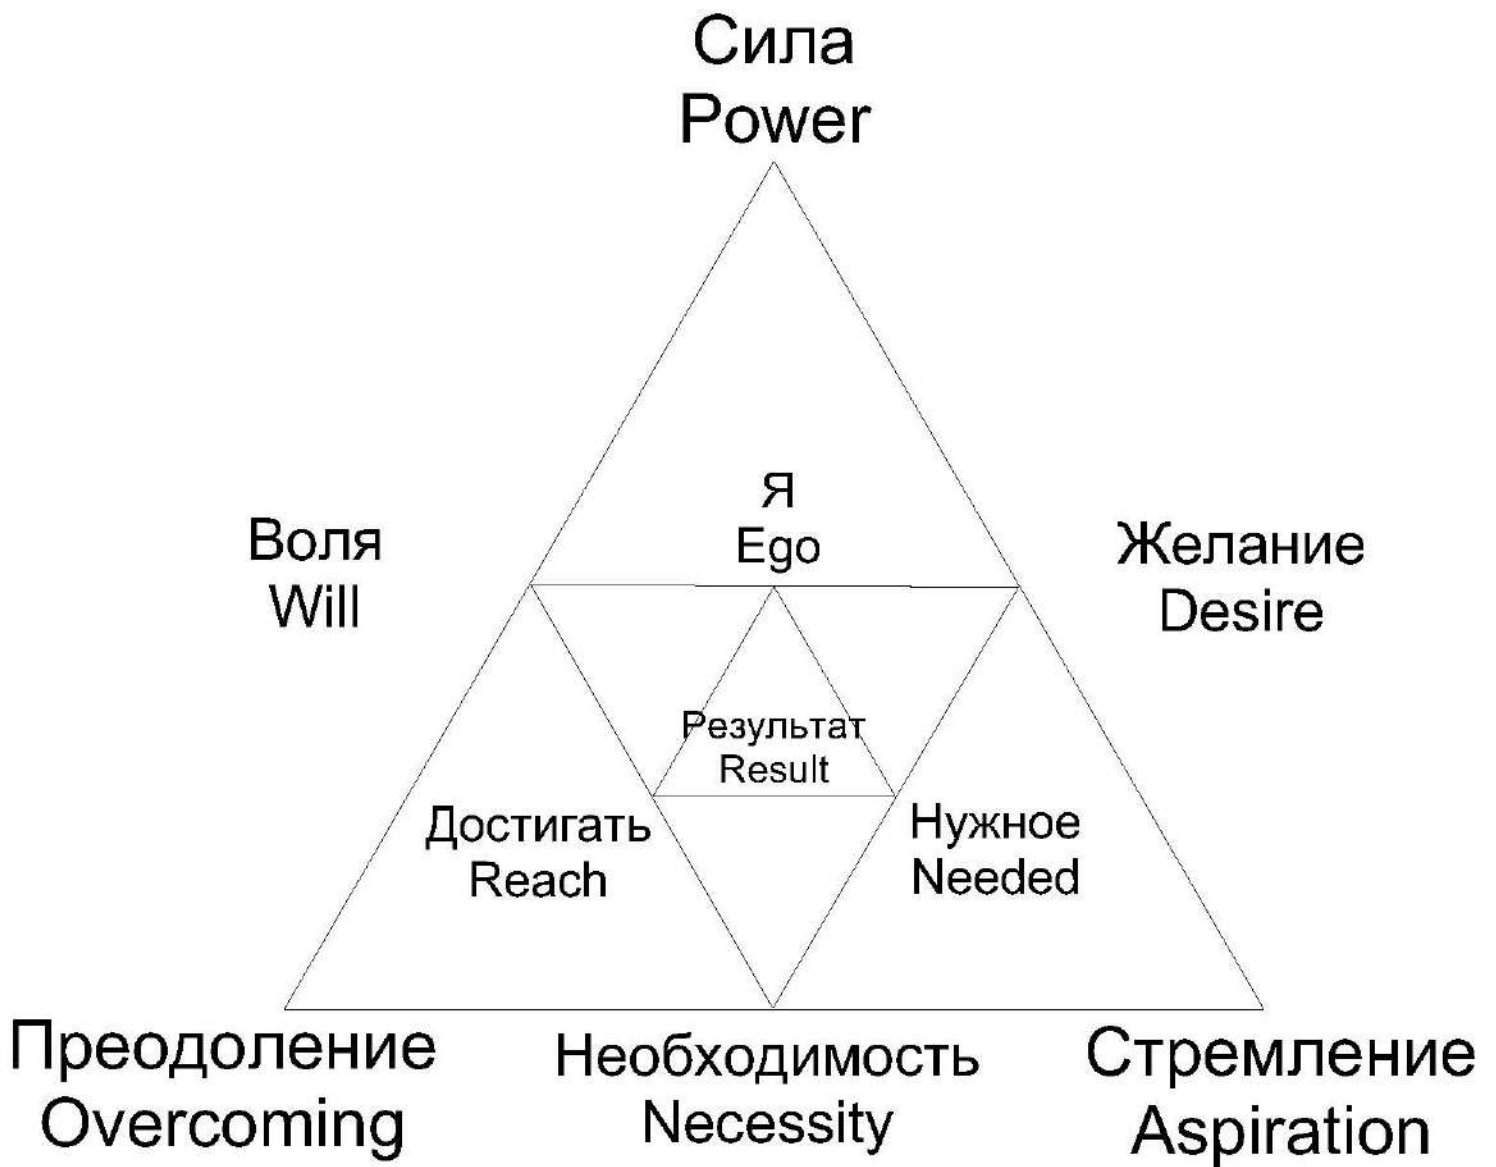 Сила
Power
Я
Ego
Воля
Will
Желание
Desire
Результат
Result
Достигать
Reach
Нужное
Needed
Преодоление
Overcoming
Необходимость
Necessity
Стремление
Aspiration